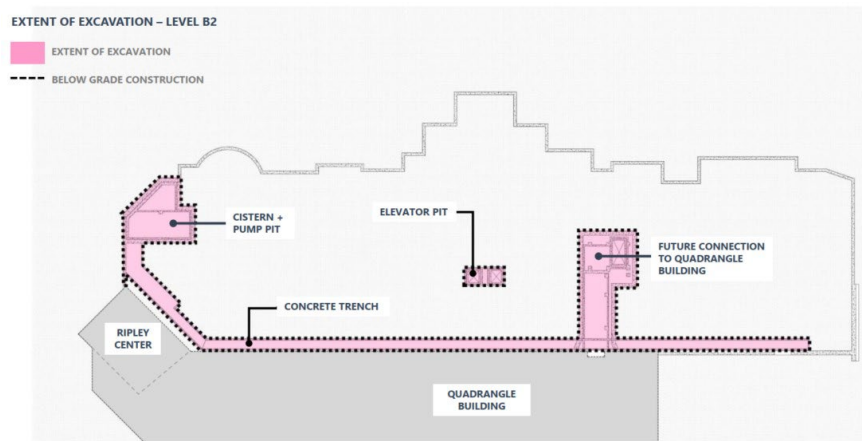 EXTENT OF EXCAVATION – LEVEL B2
EXTENT OF EXCAVATION
BELOW GRADE CONSTRUCTION
CISTERN +
PUMP PIT
ELEVATOR PIT
FUTURE CONNECTION
TO QUADRANGLE
BUILDING
CONCRETE TRENCH
RIPLEY
CENTER
QUADRANGLE
BUILDING